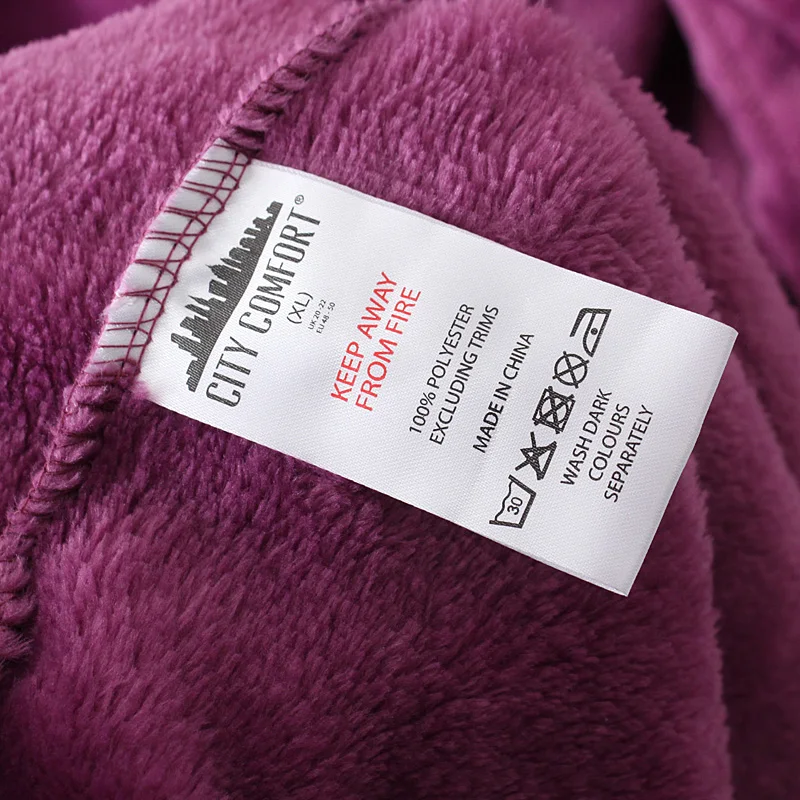 CITY COMFORT®
(XL)
UK 20 -22
EU 48 - 50
KEEP AWAY
FROM FIRE
100% POLYESTER
EXCLUDING TRIMS
MADE IN CHINA
30
WASH DARK
COLOURS
SEPARATELY